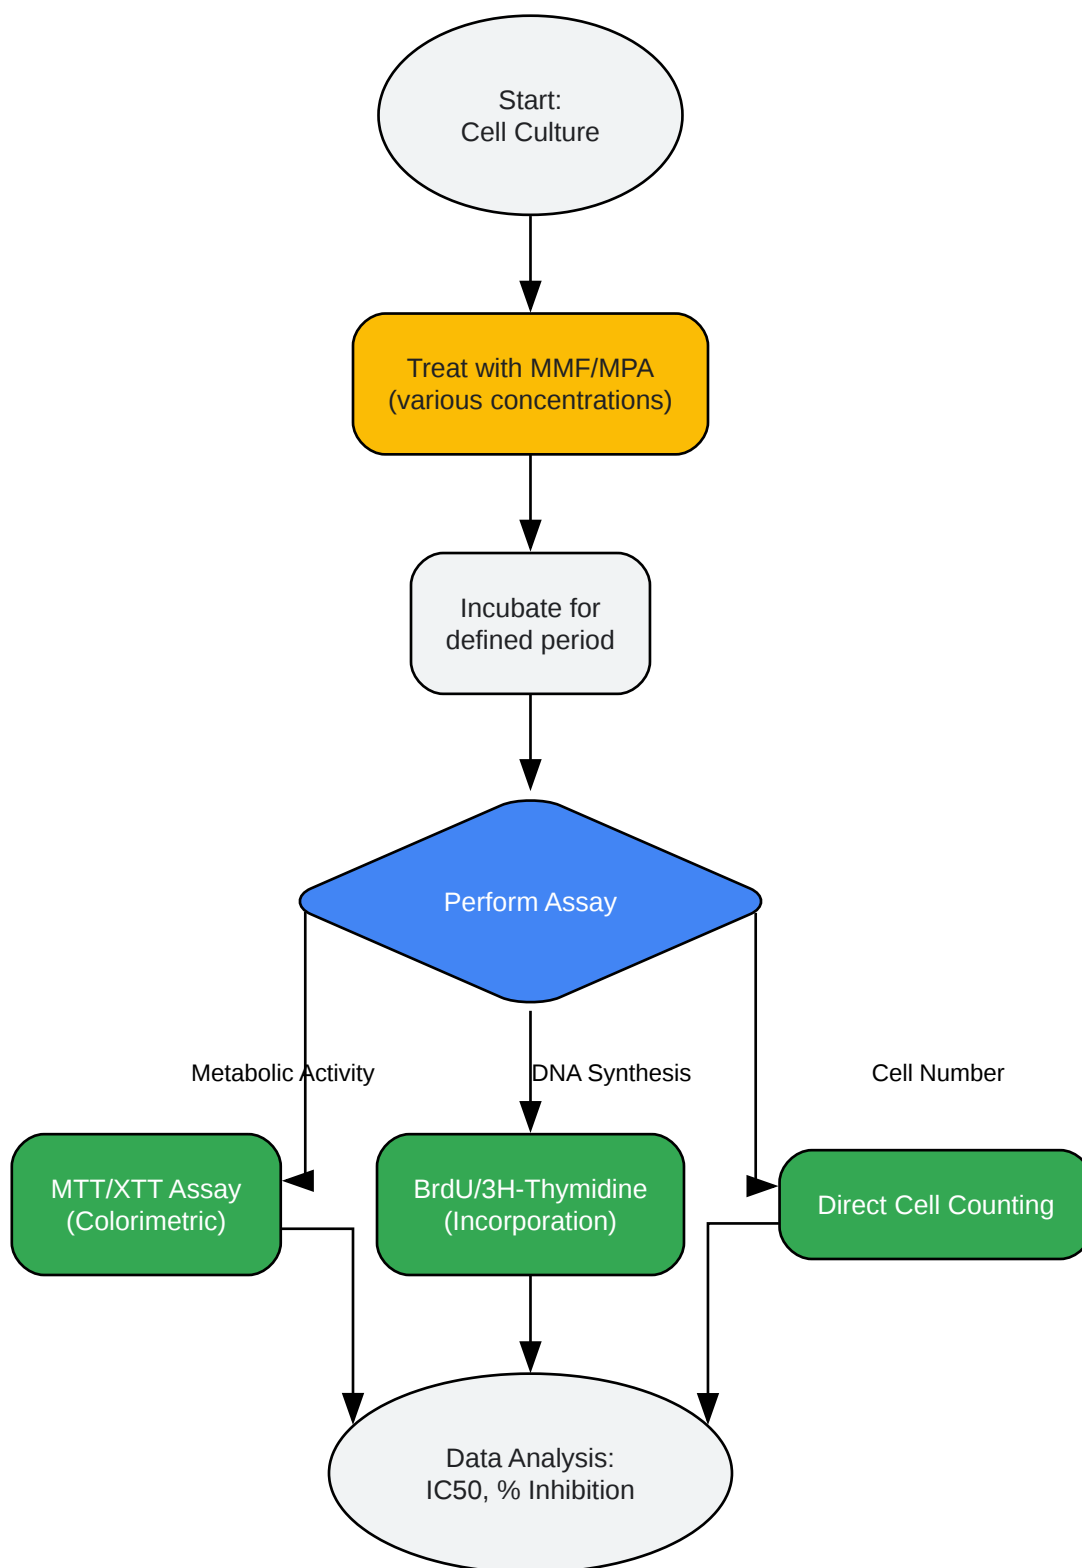 Start:
Cell Culture
Treat with MMF/MPA
(various concentrations)
Incubate for
defined period
Perform Assay
Metabolic Activity
DNA Synthesis
Cell Number
MTT/XTT Assay
(Colorimetric)
BrdU/3H-Thymidine
(Incorporation)
Direct Cell Counting
Data Analysis:
IC50, % Inhibition